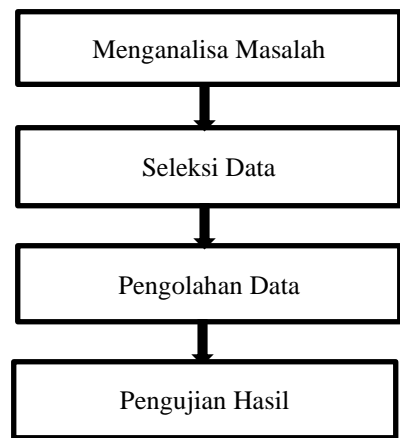 Menganalisa Masalah
Seleksi Data
Pengolahan Data
Pengujian Hasil